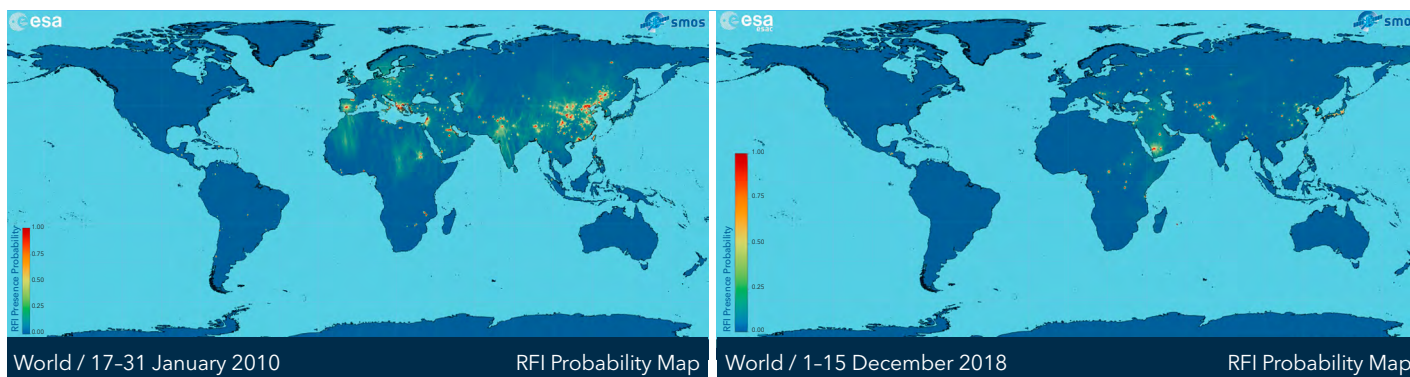 esa
smos
1.00
0.75
0.50
0.25
0.00
RFI Presence Probability
World / 17–31 January 2010
RFI Probability Map
esa
esac
smos
1.00
0.75
0.50
0.25
0.00
RFI Presence Probability
World / 1–15 December 2018
RFI Probability Map